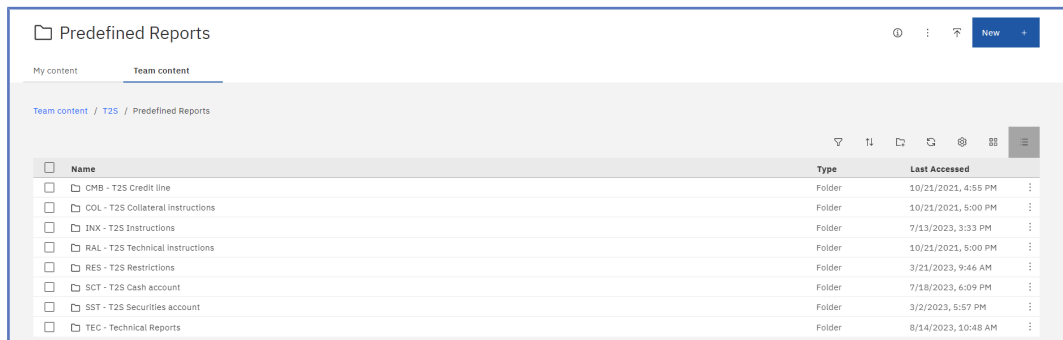 Predefined Reports
New +
My content Team content
Team content / T2S / Predefined Reports
Name Type Last Accessed
CMB - T2S Credit line Folder 10/21/2021, 4:55 PM
COL - T2S Collateral instructions Folder 10/21/2021, 5:00 PM
INX - T2S Instructions Folder 7/13/2023, 3:33 PM
RAL - T2S Technical Instructions Folder 10/21/2021, 5:00 PM
RES - T2S Restrictions Folder 3/21/2023, 9:46 AM
SCT - T2S Cash account Folder 7/18/2023, 6:09 PM
SST - T2S Securities account Folder 3/2/2023, 5:57 PM
TEC - Technical Reports Folder 8/14/2023, 10:48 AM